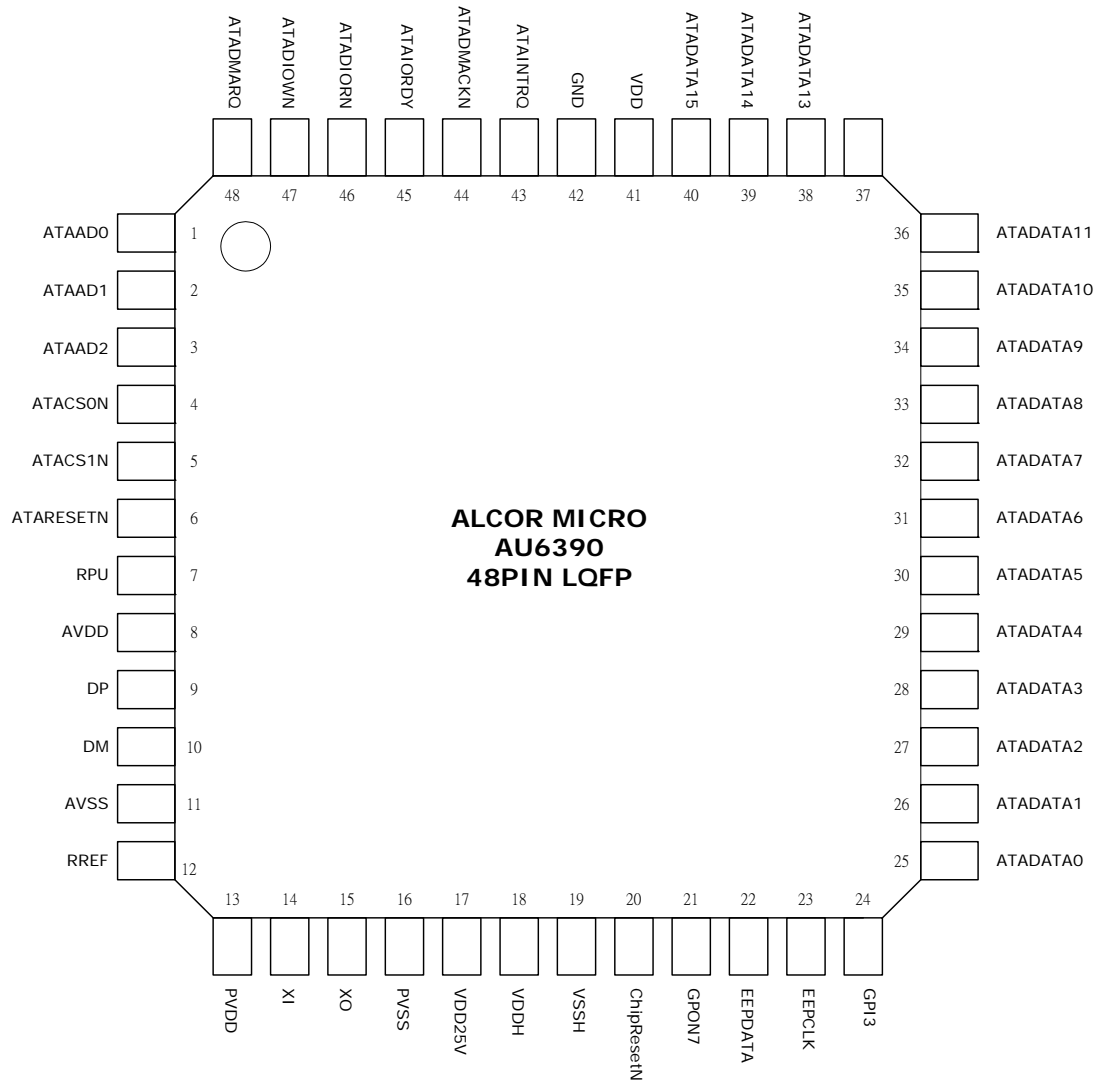 ATADMARQ
ATADIOWN
ATADIORN
ATAIORDY
ATADMACKN
ATAINTRQ
GND
VDD
ATADATA15
ATADATA14
ATADATA13
48 47 46 45 44 43 42 41 40 39 38 37
ATAAD0 1
ATAAD1 2
ATAAD2 3
ATACS0N 4
ATACS1N 5
ATARESETN 6
RPU 7
AVDD 8
DP 9
DM 10
AVSS 11
RREF 12
ALCOR MICRO
AU6390
48PIN LQFP
36 ATADATA11
35 ATADATA10
34 ATADATA9
33 ATADATA8
32 ATADATA7
31 ATADATA6
30 ATADATA5
29 ATADATA4
28 ATADATA3
27 ATADATA2
26 ATADATA1
25 ATADATA0
13 14 15 16 17 18 19 20 21 22 23 24
PVDD
XI
XO
PVSS
VDD25V
VDDH
VSSH
ChipResetN
GPON7
EEPDATA
EEPCLK
GPI3